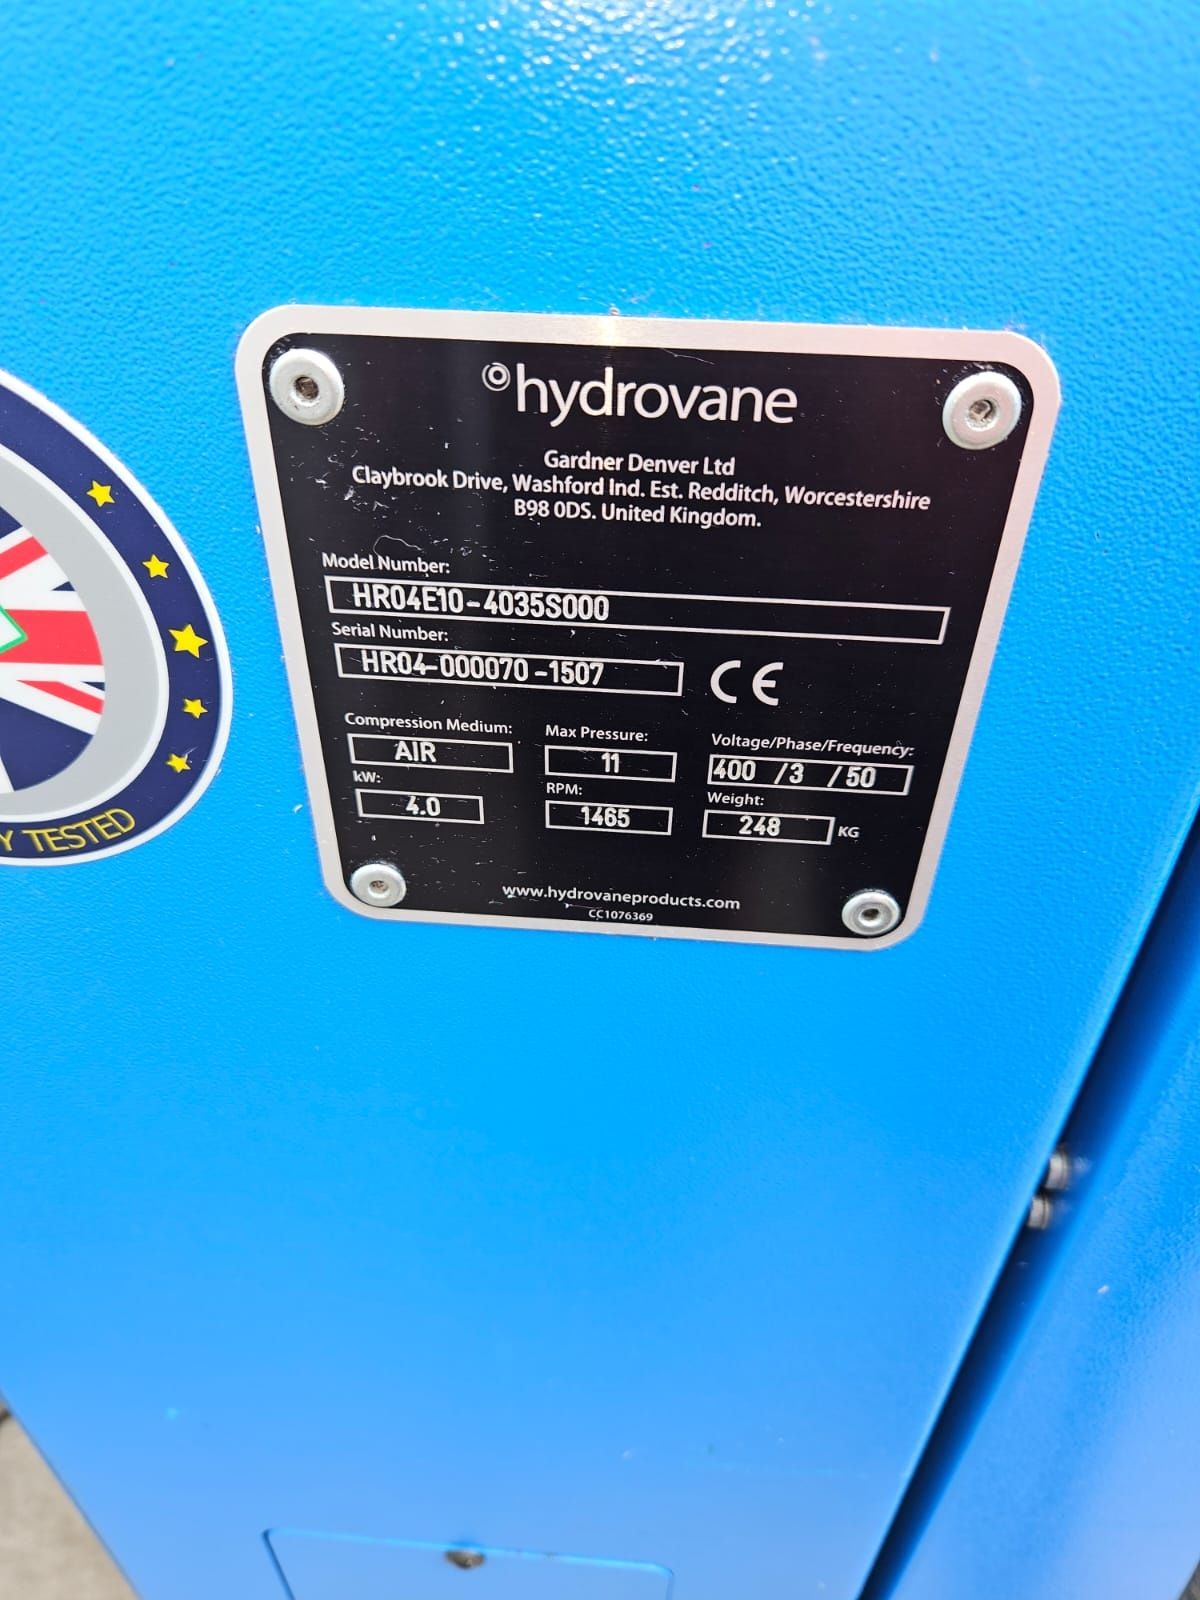 hydrovane
Gardner Denver Ltd
Claybrook Drive, Washford Ind. Est. Redditch, Worcestershire
B98 0DS. United Kingdom.
Model Number:
HR04E10-4035S000
Serial Number:
HR04-000070-1507
CE
Compression Medium: Max Pressure: Voltage/Phase/Frequency:
AIR 11 400 /3 /50
kW: RPM: Weight:
4.0 1465 248 KG
www.hydrovaneproducts.com
CC1076369
Y TESTED